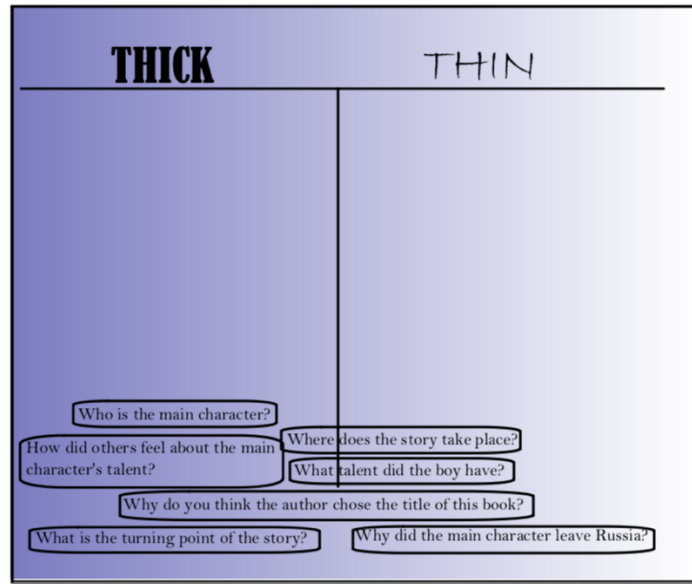 THICK
THIN
Who is the main character?
How did others feel about the main
character's talent?
Where does the story take place?
What talent did the boy have?
Why do you think the author chose the title of this book?
What is the turning point of the story?
Why did the main character leave Russia?